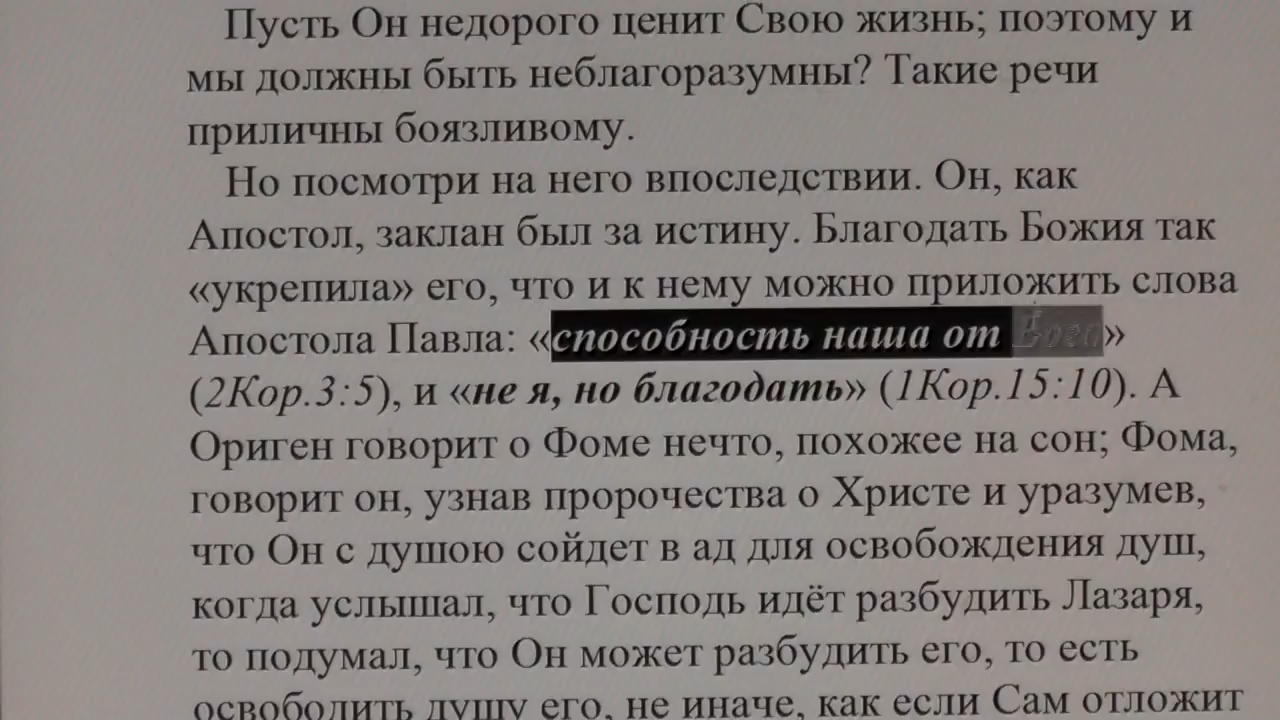 Пусть Он недорого ценит Свою жизнь; поэтому и
мы должны быть неблагоразумны? Такие речи
приличны боязливому.
Но посмотри на него впоследствии. Он, как
Апостол, заклан был за истину. Благодать Божия так
«укрепила» его, что и к нему можно приложить слова
Апостола Павла: «способность наша от Бога»
(2Кор.3:5), и «не я, но благодать» (1Кор.15:10). А
Ориген говорит о Фоме нечто, похожее на сон; Фома,
говорит он, узнав пророчества о Христе и уразумев,
что Он с душою сойдет в ад для освобождения душ,
когда услышал, что Господь идёт разбудить Лазаря,
то подумал, что Он может разбудить его, то есть
освободить душу его, не иначе, как если Сам отложит